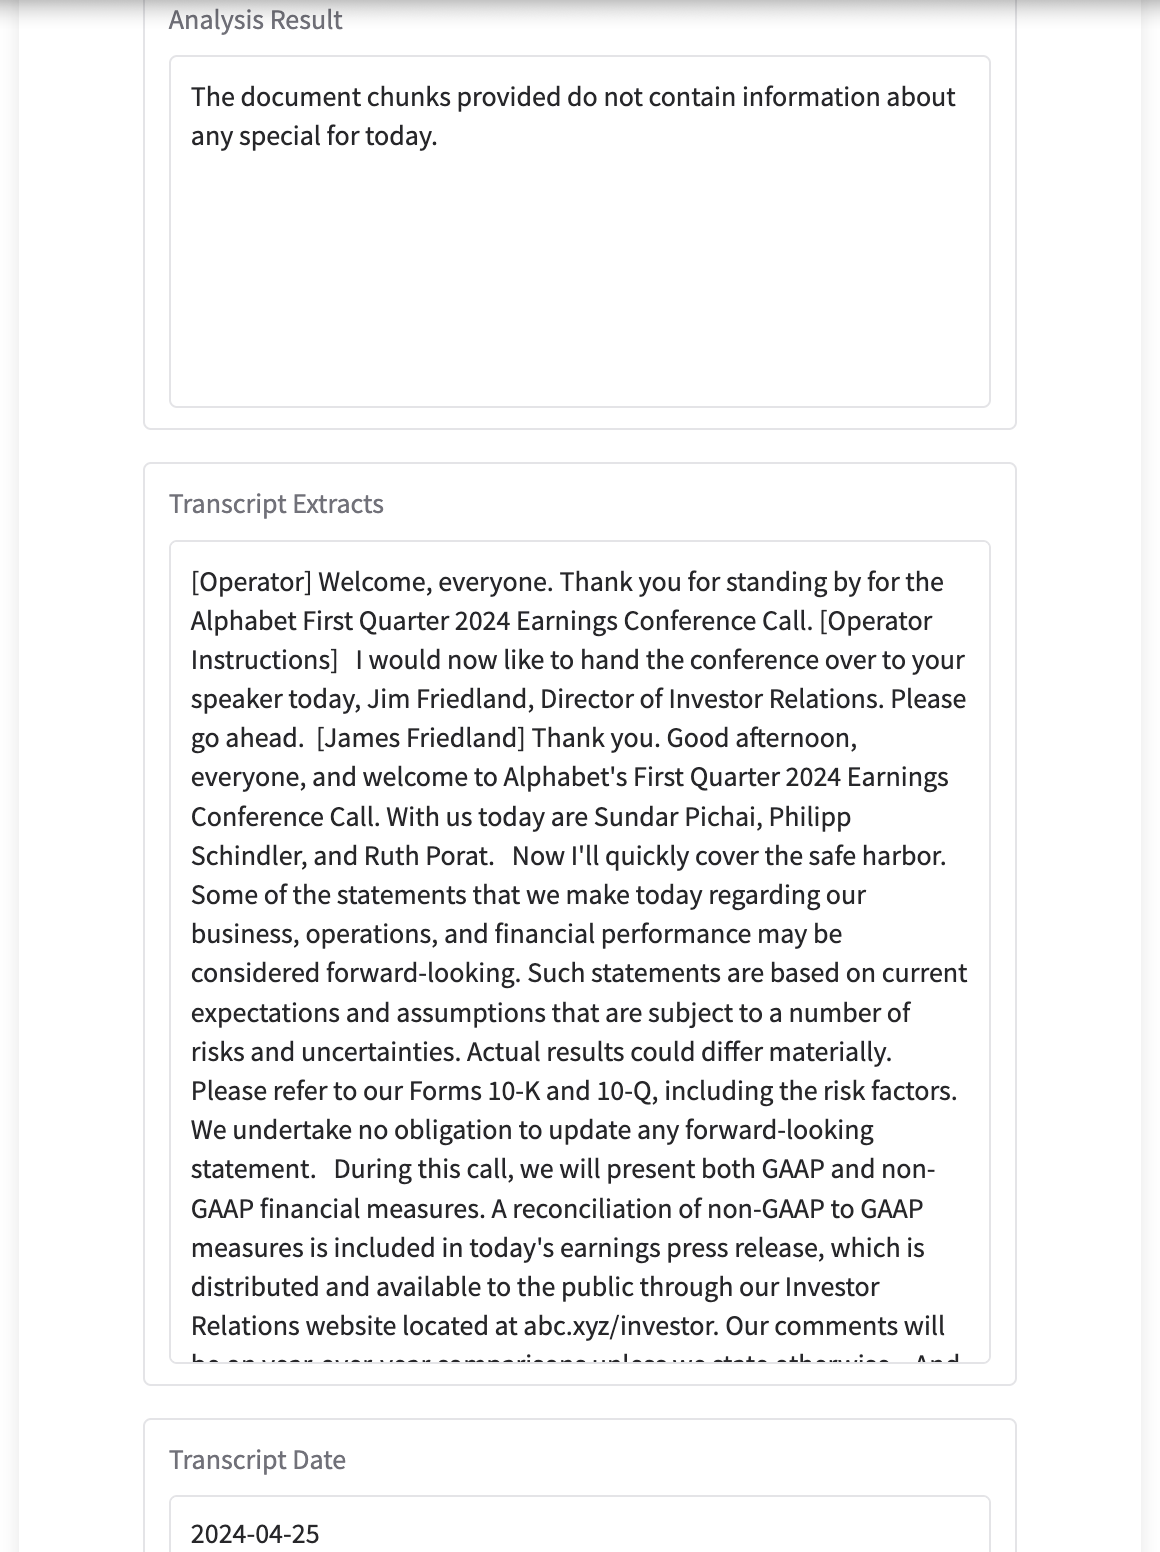 Analysis Result
The document chunks provided do not contain information about
any special for today.
Transcript Extracts
[Operator] Welcome, everyone. Thank you for standing by for the
Alphabet First Quarter 2024 Earnings Conference Call. [Operator
Instructions]   I would now like to hand the conference over to your
speaker today, Jim Friedland, Director of Investor Relations. Please
go ahead.  [James Friedland] Thank you. Good afternoon,
everyone, and welcome to Alphabet's First Quarter 2024 Earnings
Conference Call. With us today are Sundar Pichai, Philipp
Schindler, and Ruth Porat.   Now I'll quickly cover the safe harbor.
Some of the statements that we make today regarding our
business, operations, and financial performance may be
considered forward-looking. Such statements are based on current
expectations and assumptions that are subject to a number of
risks and uncertainties. Actual results could differ materially.
Please refer to our Forms 10-K and 10-Q, including the risk factors.
We undertake no obligation to update any forward-looking
statement.   During this call, we will present both GAAP and non-
GAAP financial measures. A reconciliation of non-GAAP to GAAP
measures is included in today's earnings press release, which is
distributed and available to the public through our Investor
Relations website located at abc.xyz/investor. Our comments will
be on year-over-year comparisons unless we state otherwise.   And
Transcript Date
2024-04-25